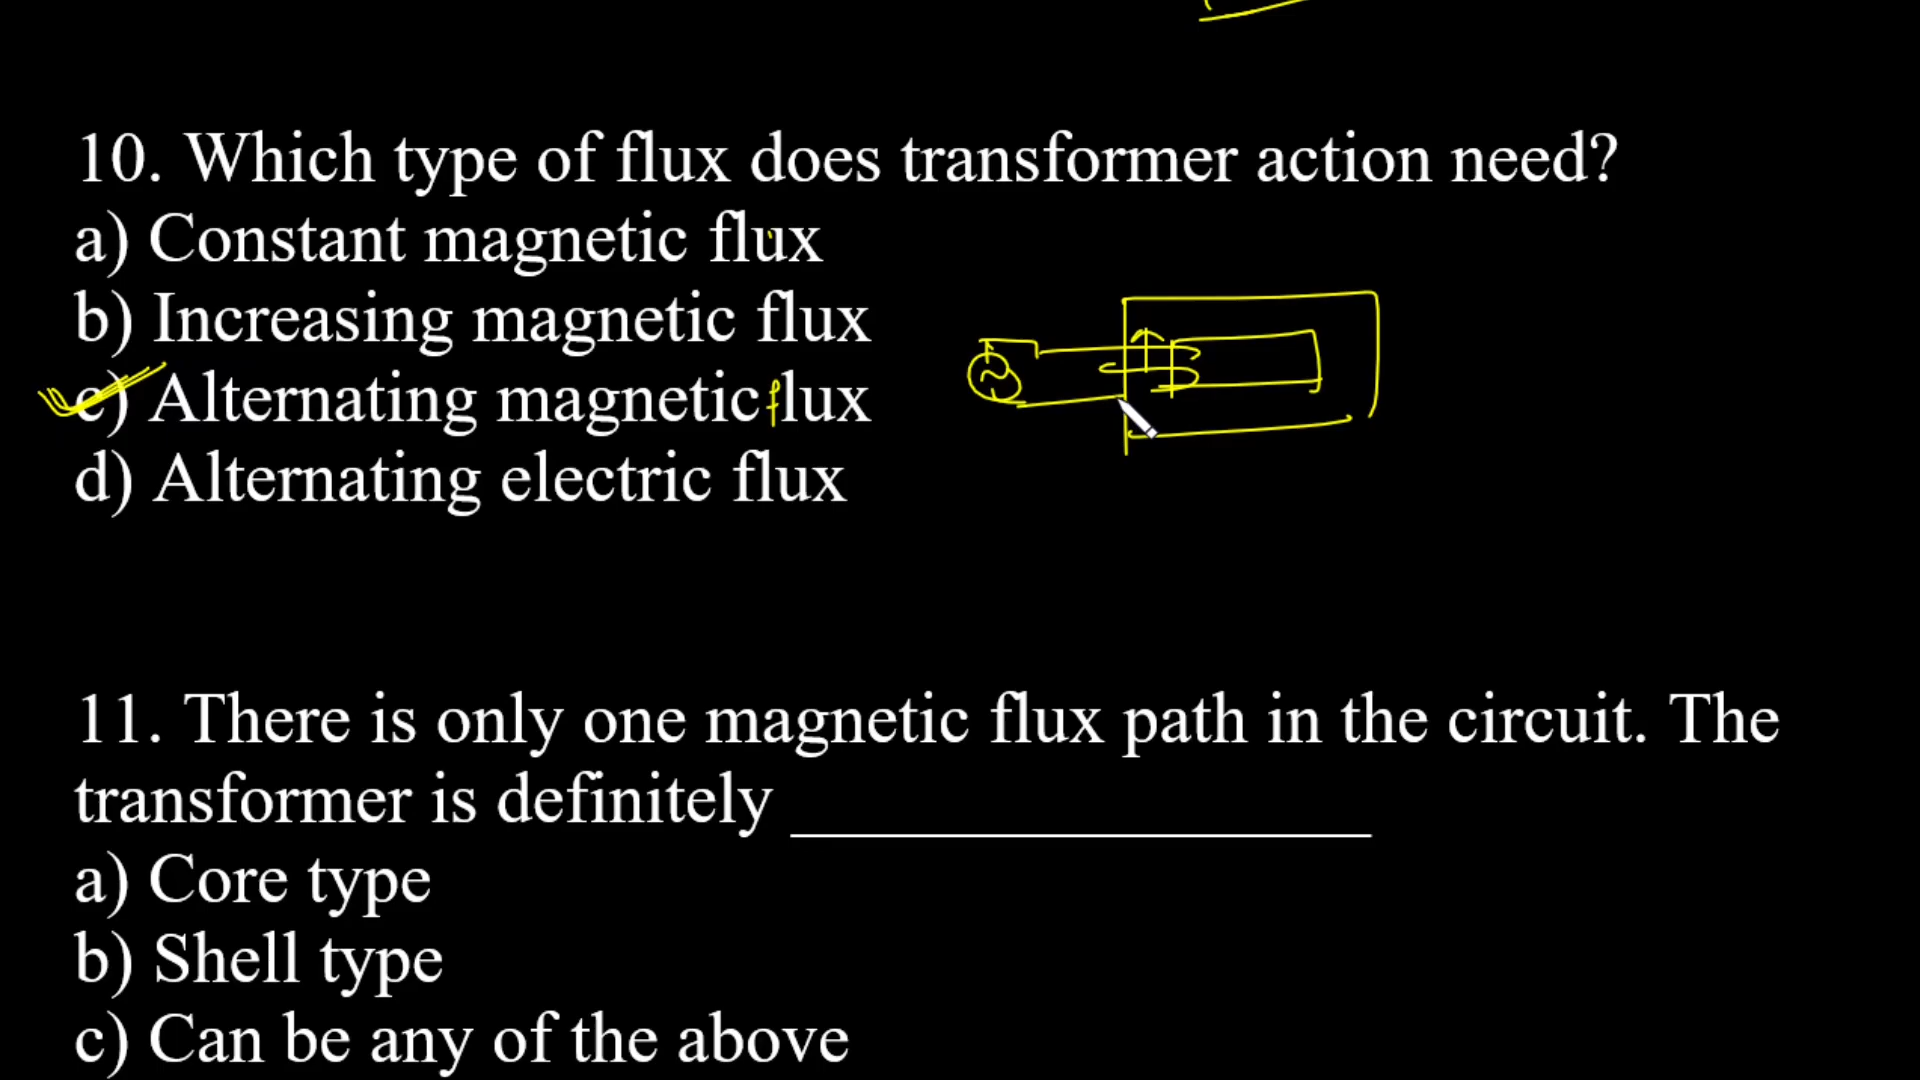 10. Which type of flux does transformer action need?
a) Constant magnetic flux
b) Increasing magnetic flux
c) Alternating magnetic flux
d) Alternating electric flux
11. There is only one magnetic flux path in the circuit. The
transformer is definitely ________________
a) Core type
b) Shell type
c) Can be any of the above